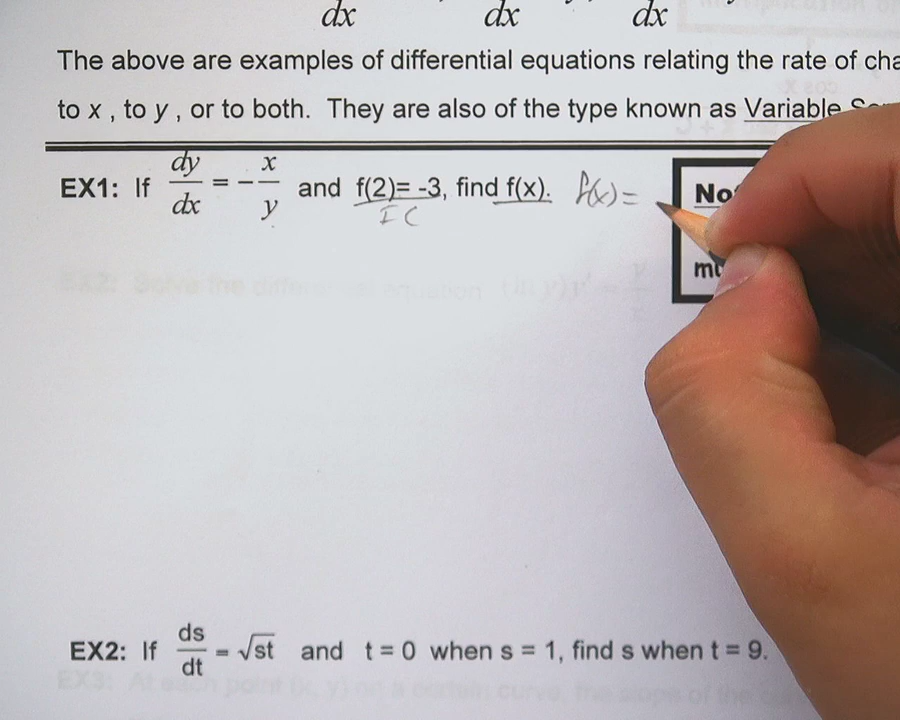 dx dx dx
The above are examples of differential equations relating the rate of
to x , to y , or to both. They are also of the type known as Variable
EX1: If dy/dx = - x/y and f(2)= -3, find f(x). f(x)=
IC
EX2: If ds/dt = √st and t = 0 when s = 1, find s when t = 9.